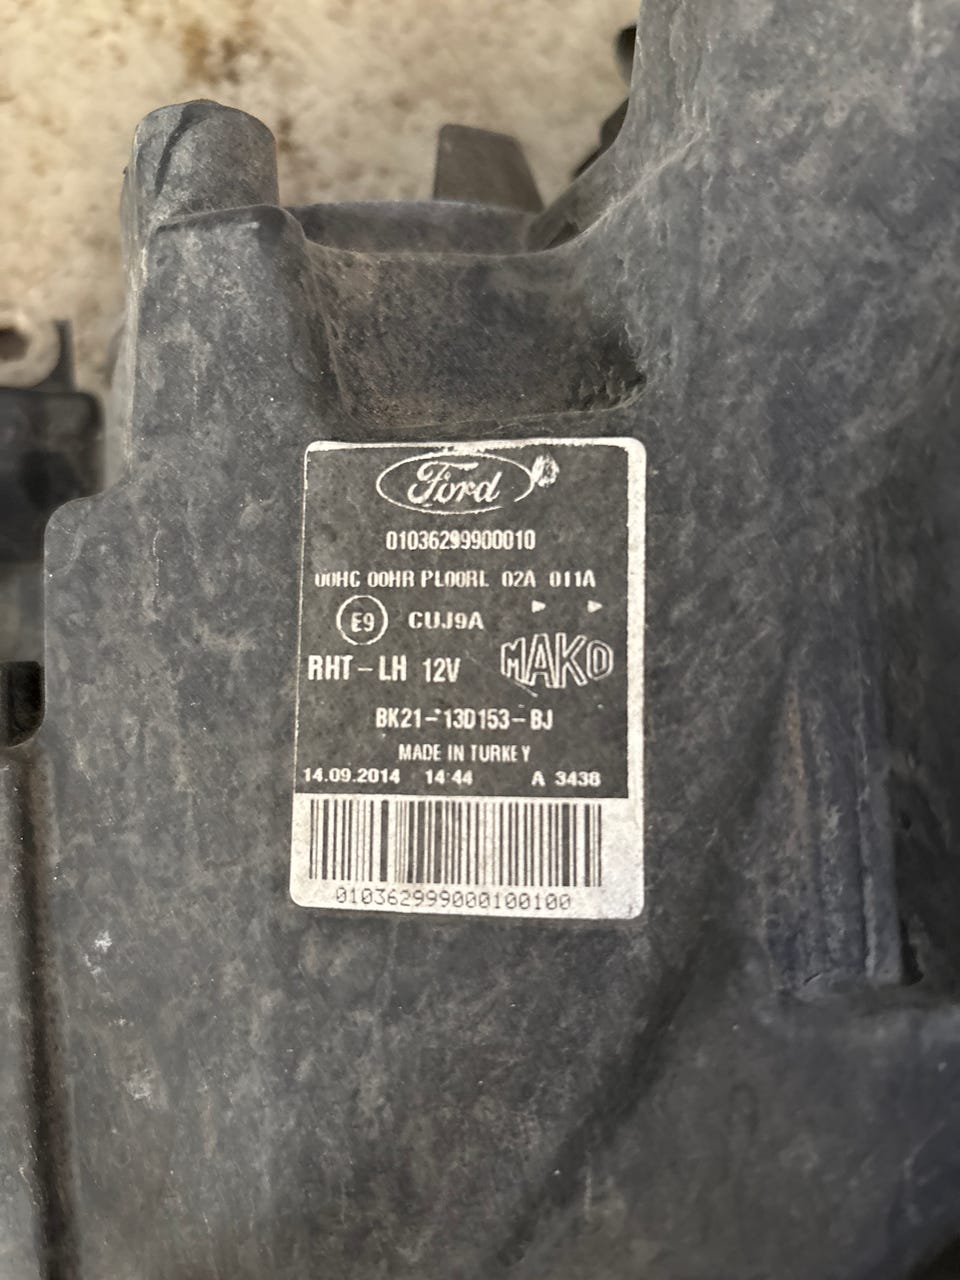 Ford
01036299900010
00HC 00HR PL00RL 02A 011A
E9 CUJ9A
RHT-LH 12V MAKO
BK21-13D153-BJ
MADE IN TURKEY
14.09.2014 14:44 A 3438
010362999000100100